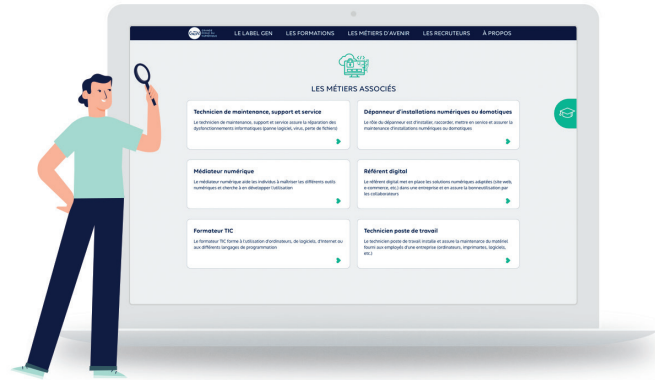 GEN
LE LABEL GEN LES FORMATIONS LES MÉTIERS D'AVENIR LES RECRUTEURS À PROPOS
LES MÉTIERS ASSOCIÉS
Technicien de maintenance, support et service
Le technicien de maintenance, support et service assure la réparation des
dysfonctionnements informatiques (panne logiciel, virus, perte de fichiers)
Dépanneur d'installations numériques ou domotiques
Le rôle du dépanneur est d'installer, raccorder, mettre en service et assurer la
maintenance d'installations numériques ou domotiques
Médiateur numérique
Le médiateur numérique aide les individus à maîtriser les différents outils
numériques et cherche à en développer l'utilisation
Référent digital
Le référent digital met en place les solutions numériques adaptées (site web,
e-commerce, etc.) dans une entreprise et en assure la bonneutilisation par
les collaborateurs
Formateur TIC
Le formateur TIC forme à l'utilisation d'ordinateurs, de logiciels, d'Internet ou
aux différents langages de programmation
Technicien poste de travail
Le technicien poste de travail installe et assure la maintenance du matériel
fourni aux employés d'une entreprise (ordinateurs, imprimantes, logiciels,
etc.)